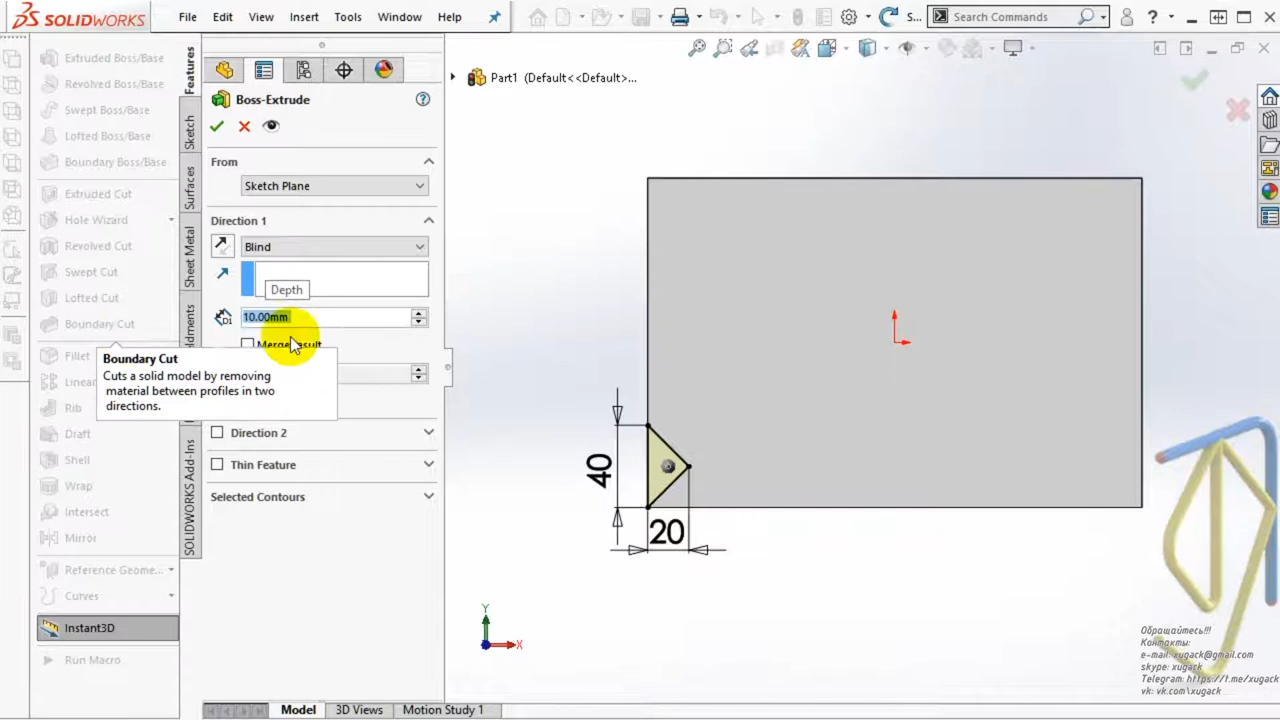 SOLIDWORKS
File
Edit
View
Insert
Tools
Window
Help
S...
Search Commands
Features
Sketch
Surfaces
Sheet Metal
SOLIDWORKS Add-Ins
Extruded Boss/Base
Revolved Boss/Base
Swept Boss/Base
Lofted Boss/Base
Boundary Boss/Base
Extruded Cut
Hole Wizard
Revolved Cut
Swept Cut
Lofted Cut
Boundary Cut
Fillet
Linear
Rib
Draft
Shell
Wrap
Intersect
Mirror
Reference Geome...
Curves
Instant3D
Run Macro
Boundary Cut
Cuts a solid model by removing
material between profiles in two
directions.
Boss-Extrude
From
Sketch Plane
Direction 1
Blind
Depth
D1
10.00mm
Merge result
Direction 2
Thin Feature
Selected Contours
Part1 (Default<<Default>...
40
20
Y
X
Model
3D Views
Motion Study 1
Обращайтесь!!!
Контакты:
e-mail: xugack@gmail.com
skype: xugack
Telegram: https://t.me/xugack
vk: vk.com\xugack